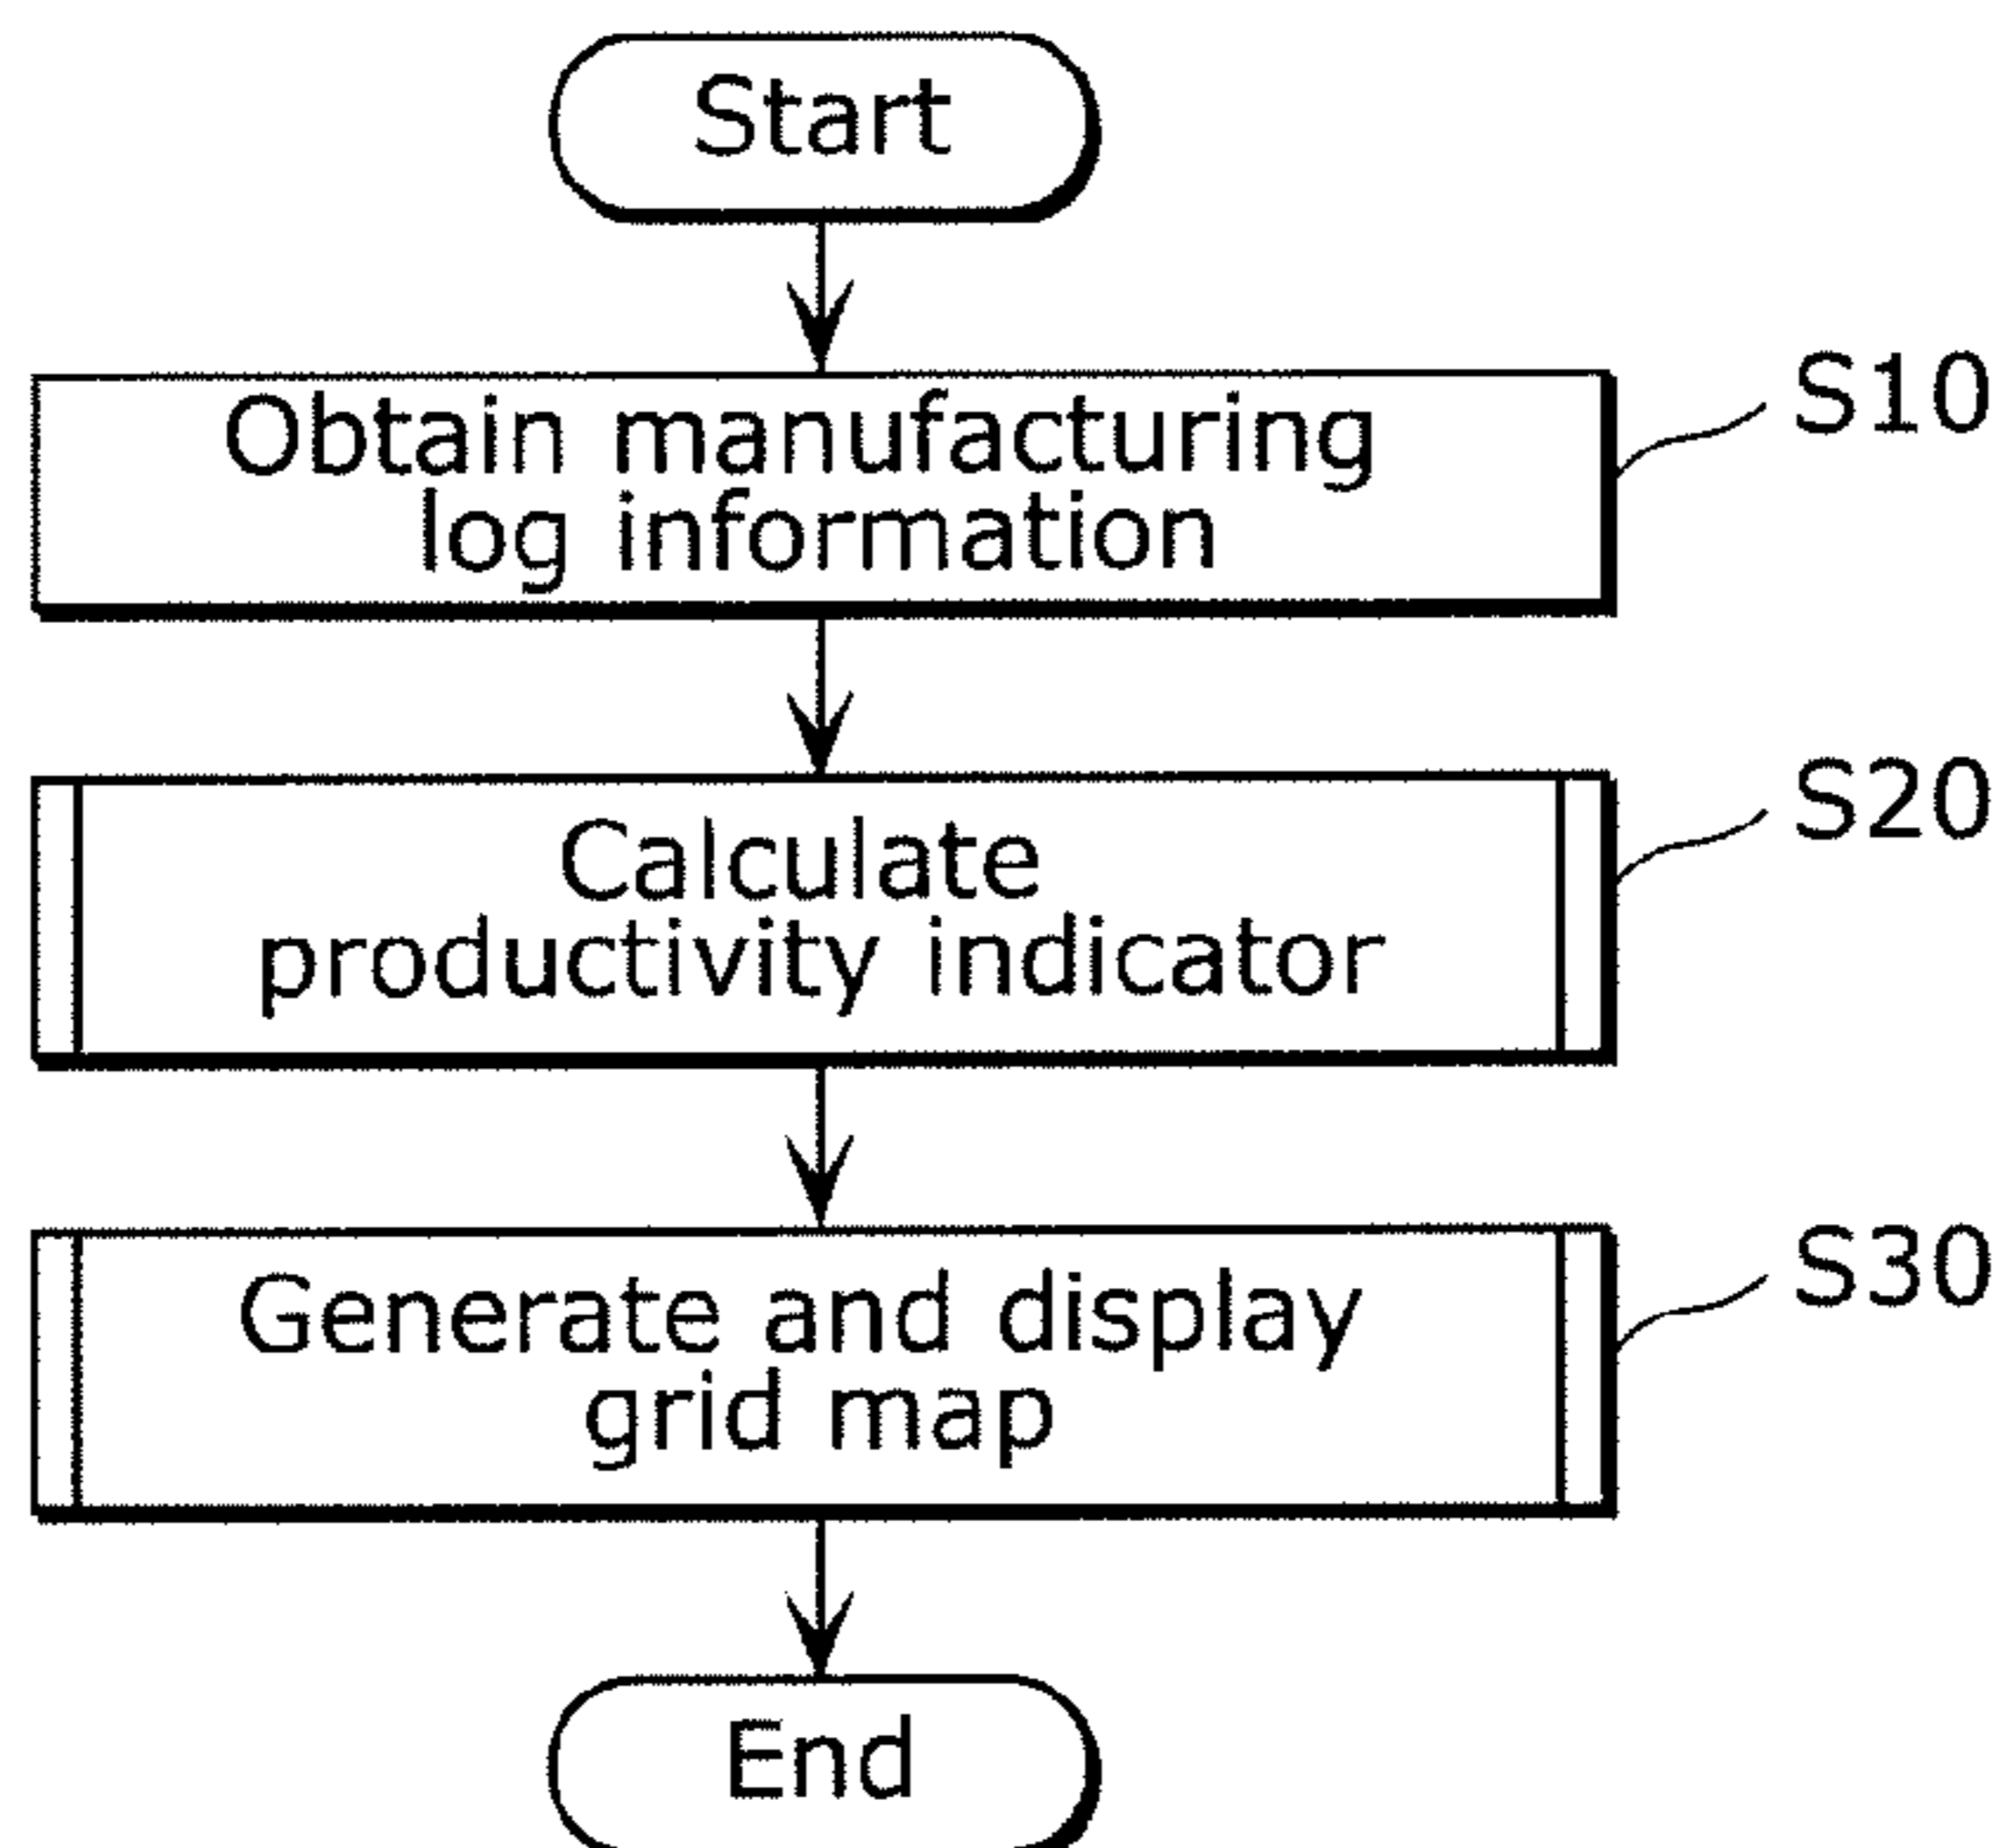 Start
Obtain manufacturing
log information
S10
Calculate
productivity indicator
S20
Generate and display
grid map
S30
End